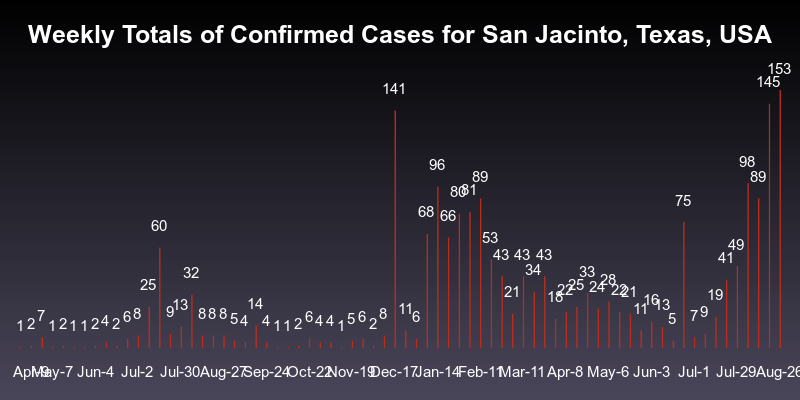 Weekly Totals of Confirmed Cases for San Jacinto, Texas, USA
1 2 7 1 2 1 1 2 4 2 6 8 25 60 9 13 32 8 8 8 5 4 14 4 1 1 2 6 4 4 1 5 6 2 8 141 11 6 68 96 66 80 81 89 53 43 21 43 34 43 18 22 25 33 24 28 22 21 11 16 13 5 75 7 9 19 41 49 98 89 145 153
Apr-9 May-7 Jun-4 Jul-2 Jul-30 Aug-27 Sep-24 Oct-22 Nov-19 Dec-17 Jan-14 Feb-11 Mar-11 Apr-8 May-6 Jun-3 Jul-1 Jul-29 Aug-26